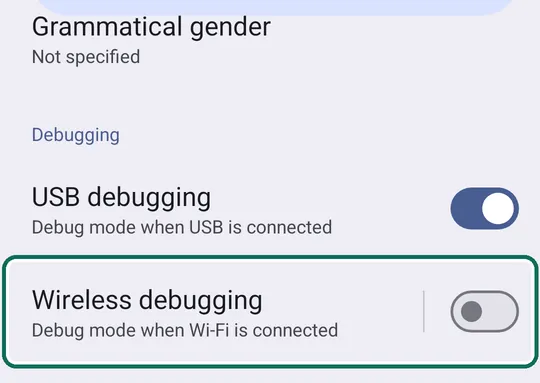 Grammatical gender
Not specified
Debugging
USB debugging
Debug mode when USB is connected
Wireless debugging
Debug mode when Wi-Fi is connected